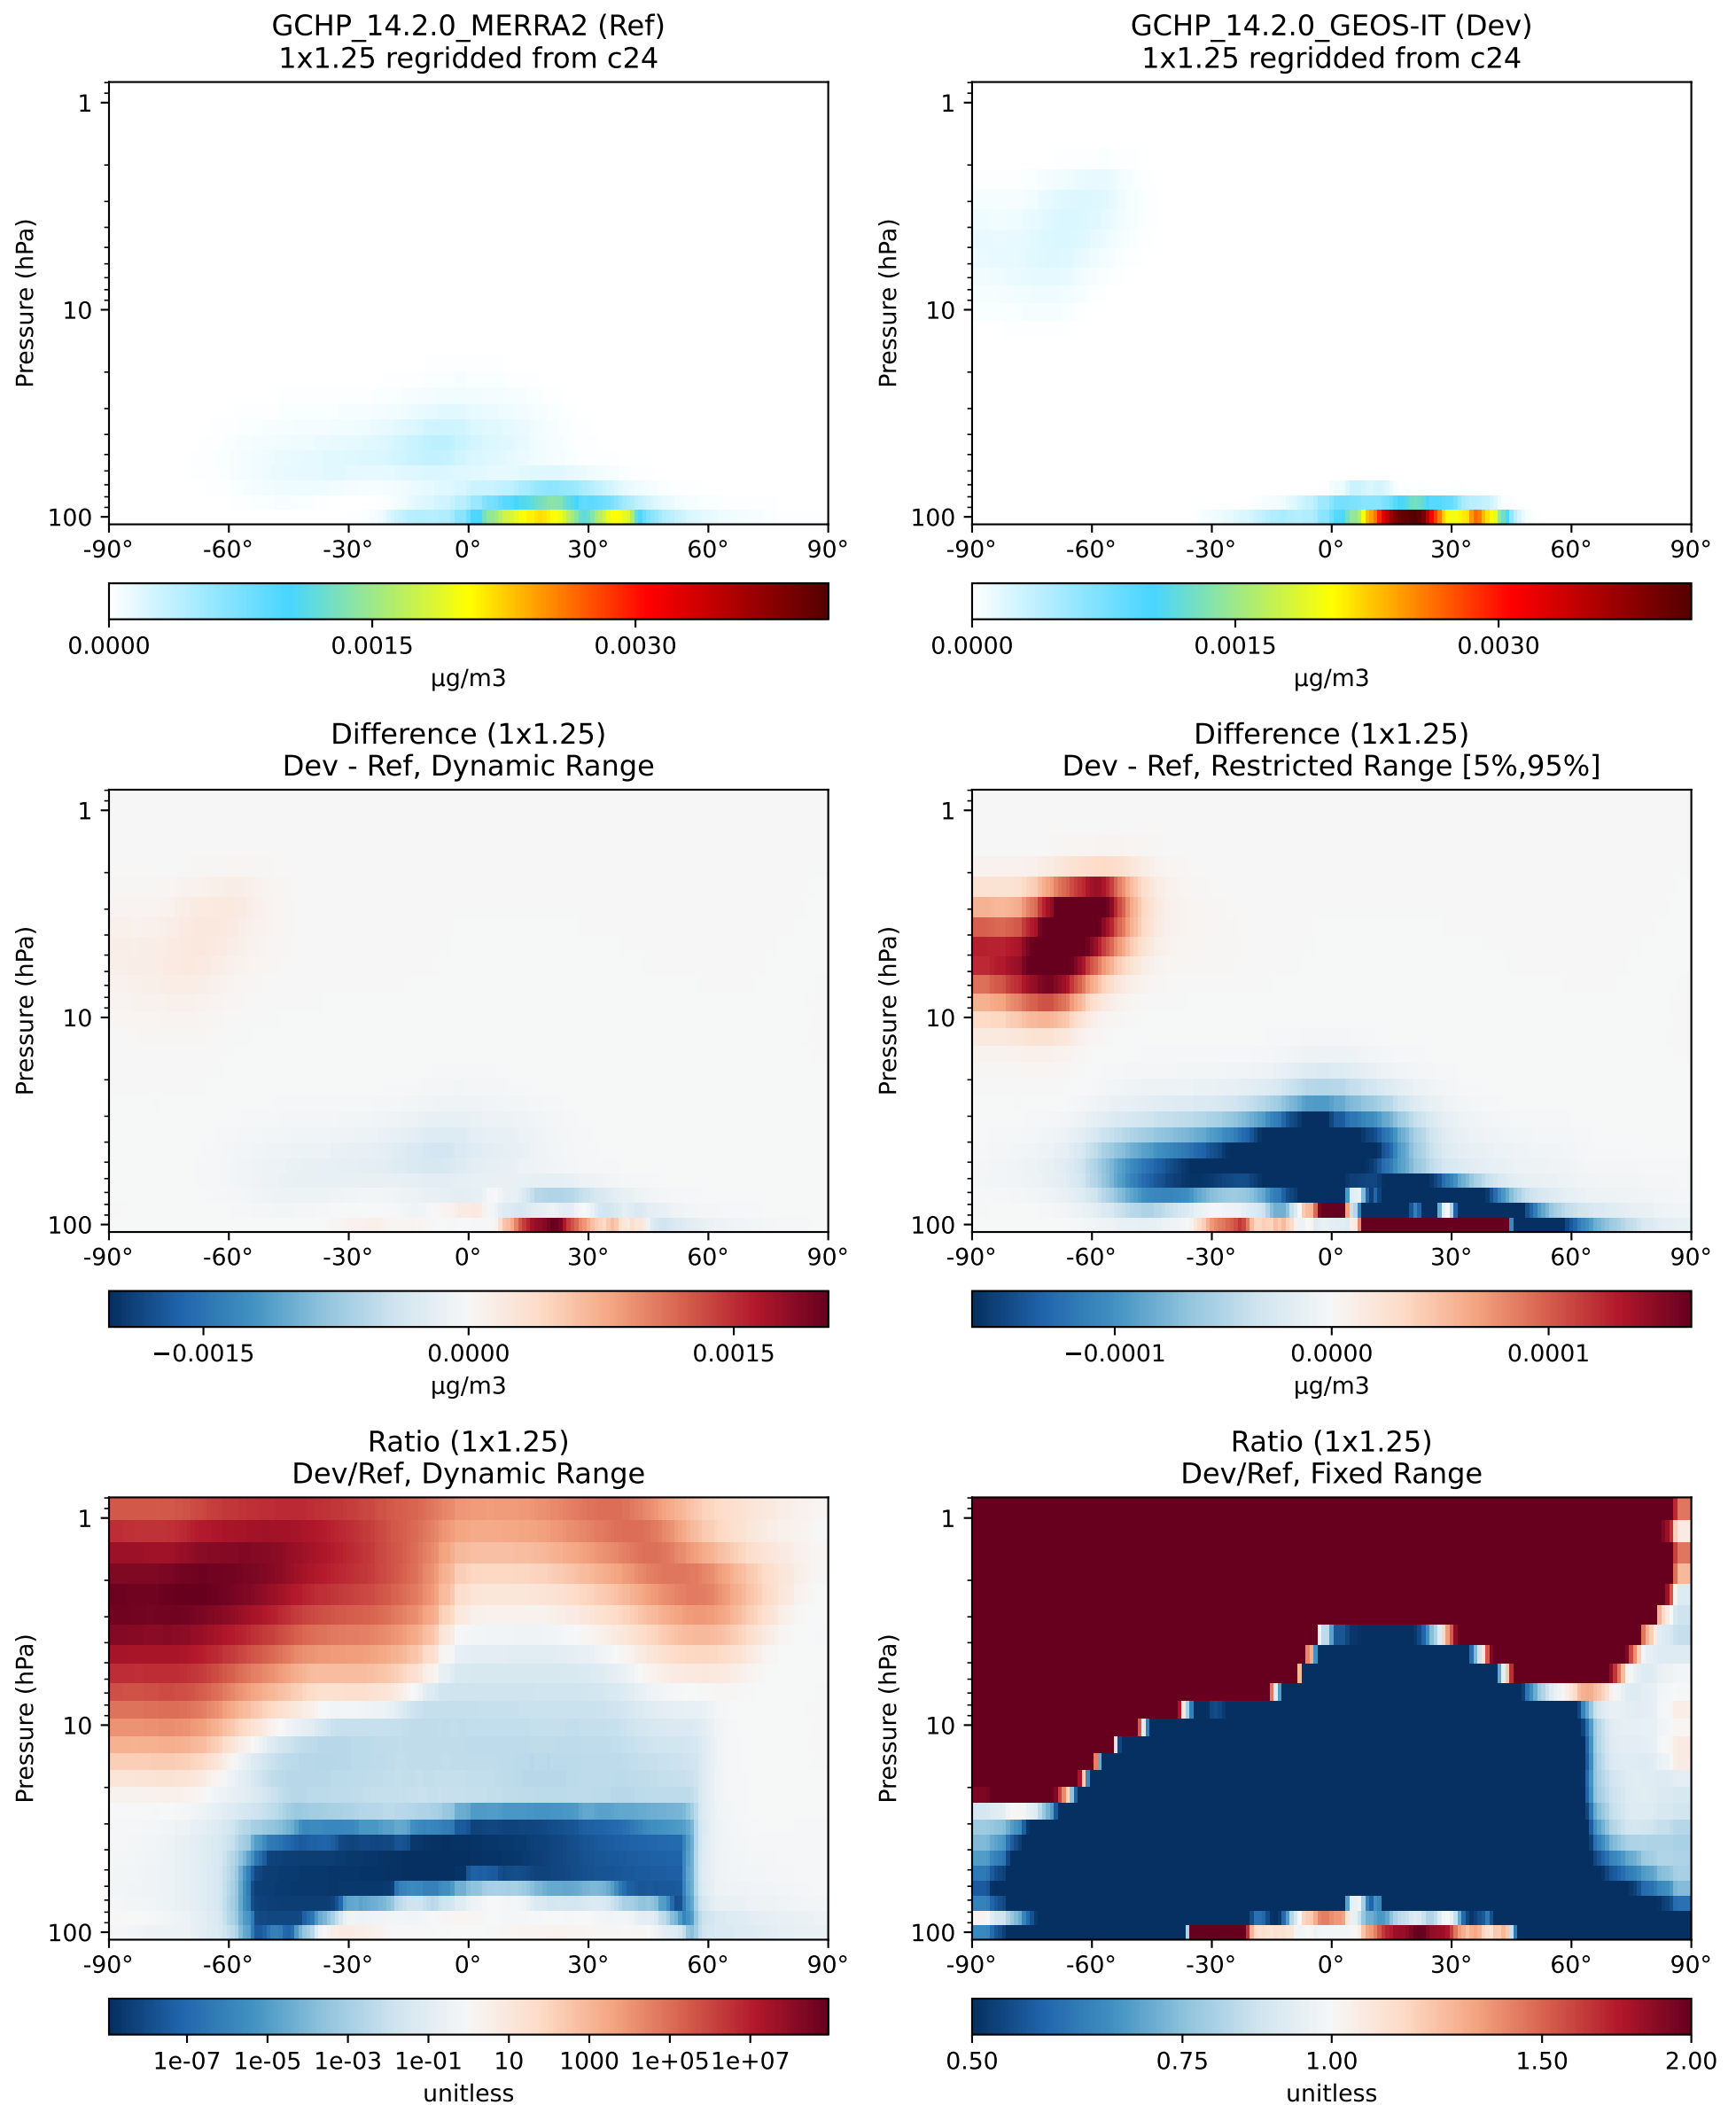 GCHP_14.2.0_MERRA2 (Ref)
1x1.25 regridded from c24
Pressure (hPa)
1
10
100
-90° -60° -30° 0° 30° 60° 90°
0.0000 0.0015 0.0030
µg/m3
GCHP_14.2.0_GEOS-IT (Dev)
1x1.25 regridded from c24
Pressure (hPa)
1
10
100
-90° -60° -30° 0° 30° 60° 90°
0.0000 0.0015 0.0030
µg/m3
Difference (1x1.25)
Dev - Ref, Dynamic Range
Pressure (hPa)
1
10
100
-90° -60° -30° 0° 30° 60° 90°
−0.0015 0.0000 0.0015
µg/m3
Difference (1x1.25)
Dev - Ref, Restricted Range [5%,95%]
Pressure (hPa)
1
10
100
-90° -60° -30° 0° 30° 60° 90°
−0.0001 0.0000 0.0001
µg/m3
Ratio (1x1.25)
Dev/Ref, Dynamic Range
Pressure (hPa)
1
10
100
-90° -60° -30° 0° 30° 60° 90°
1e-07 1e-05 1e-03 1e-01 10 1000 1e+05 1e+07
unitless
Ratio (1x1.25)
Dev/Ref, Fixed Range
Pressure (hPa)
1
10
100
-90° -60° -30° 0° 30° 60° 90°
0.50 0.75 1.00 1.50 2.00
unitless